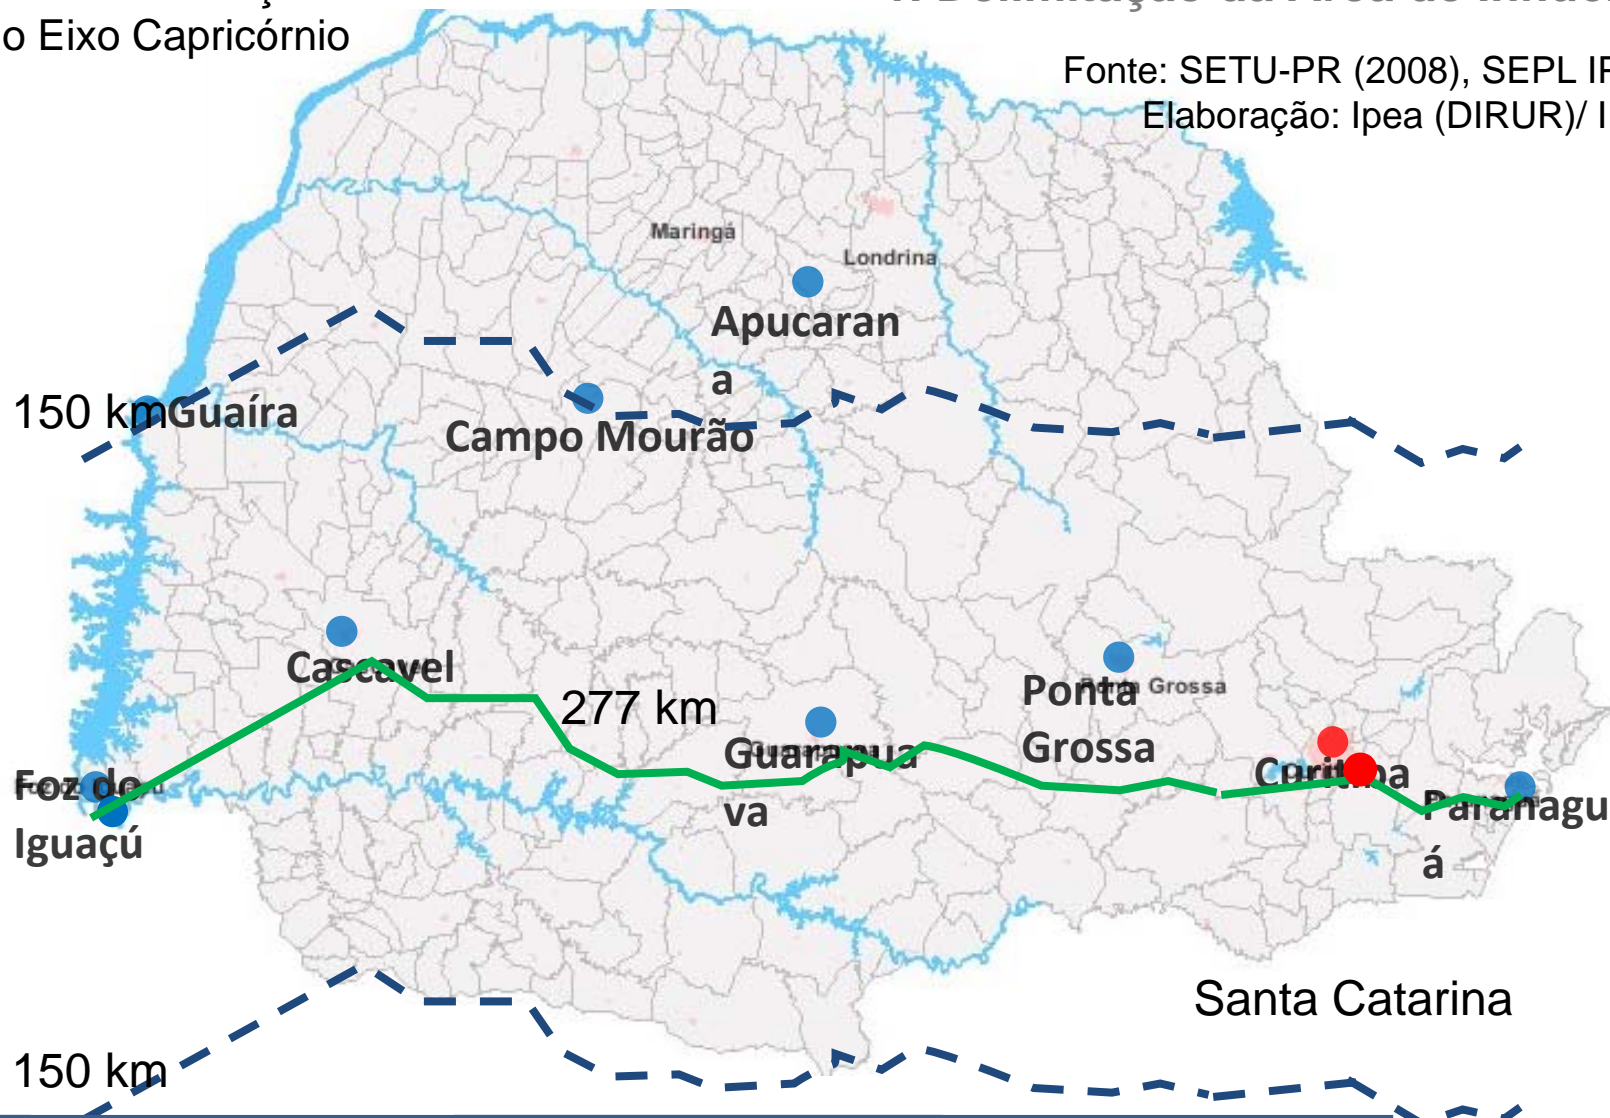 o Eixo Capricórnio
Fonte: SETU-PR (2008), SEPL
Elaboração: Ipea (DIRUR)/
Maringá
Londrina
Apucaran
a
150 km
Guaíra
Campo Mourão
Cascavel
277 km
Ponta Grossa
Ponta
Grossa
Guarapua
va
Curitiba
Foz do
Iguaçú
Paranagu
á
Santa Catarina
150 km